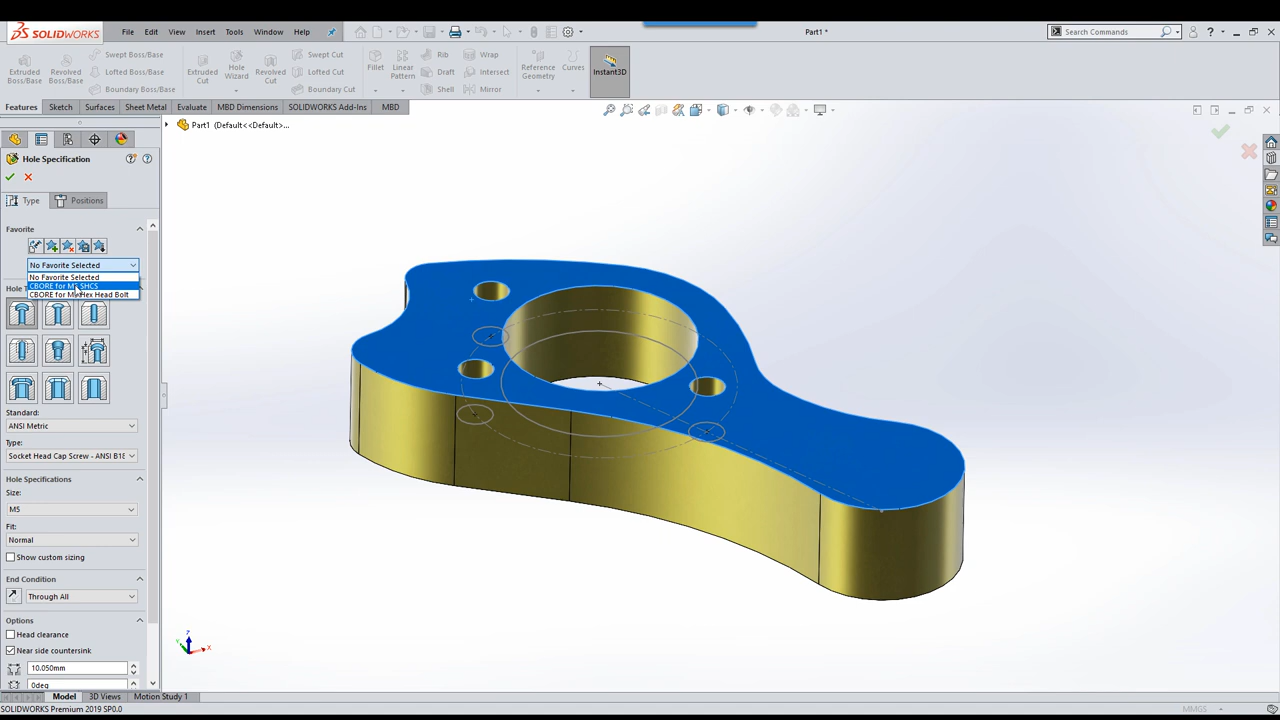 SOLIDWORKS File Edit View Insert Tools Window Help Part1 * Search Commands
Extruded Boss/Base
Revolved Boss/Base
Swept Boss/Base
Lofted Boss/Base
Boundary Boss/Base
Extruded Cut
Hole Wizard
Revolved Cut
Swept Cut
Lofted Cut
Boundary Cut
Fillet
Linear Pattern
Rib
Draft
Shell
Wrap
Intersect
Mirror
Reference Geometry
Curves
Instant3D
Features Sketch Surfaces Sheet Metal Evaluate MBD Dimensions SOLIDWORKS Add-Ins MBD
Part1 (Default<<Default>...
Hole Specification
Type Positions
Favorite
No Favorite Selected
No Favorite Selected
CBORE for M5 SHCS
Hex Head Bolt
Standard:
ANSI Metric
Type:
Socket Head Cap Screw - ANSI B18
Hole Specifications
Size:
M5
Fit:
Normal
Show custom sizing
End Condition
Through All
Options
Head clearance
Near side countersink
10.050mm
0deg
Model 3D Views Motion Study 1
SOLIDWORKS Premium 2019 SP0.0 MMGS